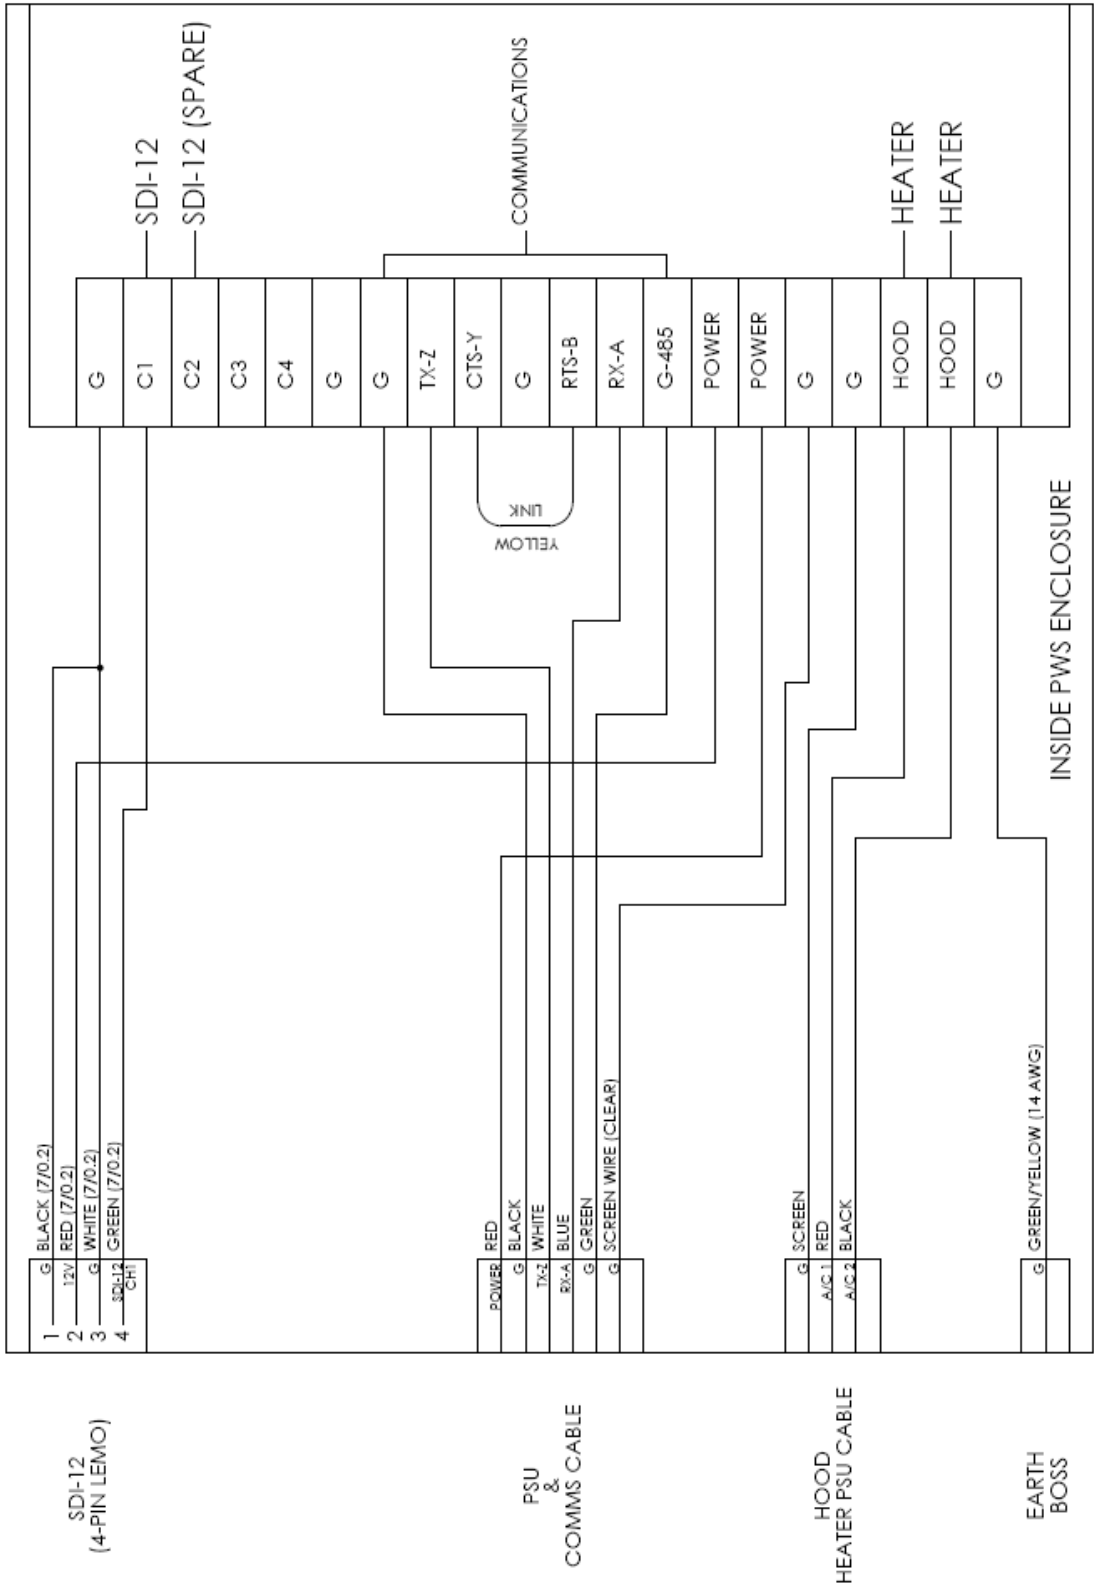 SDI-12
(4-PIN LEMO)
1
G
BLACK (7/0.2)
2
12V
RED (7/0.2)
3
G
WHITE (7/0.2)
4
SDI-12
CH1
GREEN (7/0.2)
PSU
&
COMMS CABLE
POWER
RED
G
BLACK
TX-Z
WHITE
RX-A
BLUE
G
GREEN
G
SCREEN WIRE (CLEAR)
HOOD
HEATER PSU CABLE
G
SCREEN
A/C 1
RED
A/C 2
BLACK
EARTH
BOSS
G
GREEN/YELLOW (14 AWG)
YELLOW
LINK
INSIDE PWS ENCLOSURE
G
C1
C2
C3
C4
G
G
TX-Z
CTS-Y
G
RTS-B
RX-A
G-485
POWER
POWER
G
G
HOOD
HOOD
G
SDI-12
SDI-12 (SPARE)
COMMUNICATIONS
HEATER
HEATER